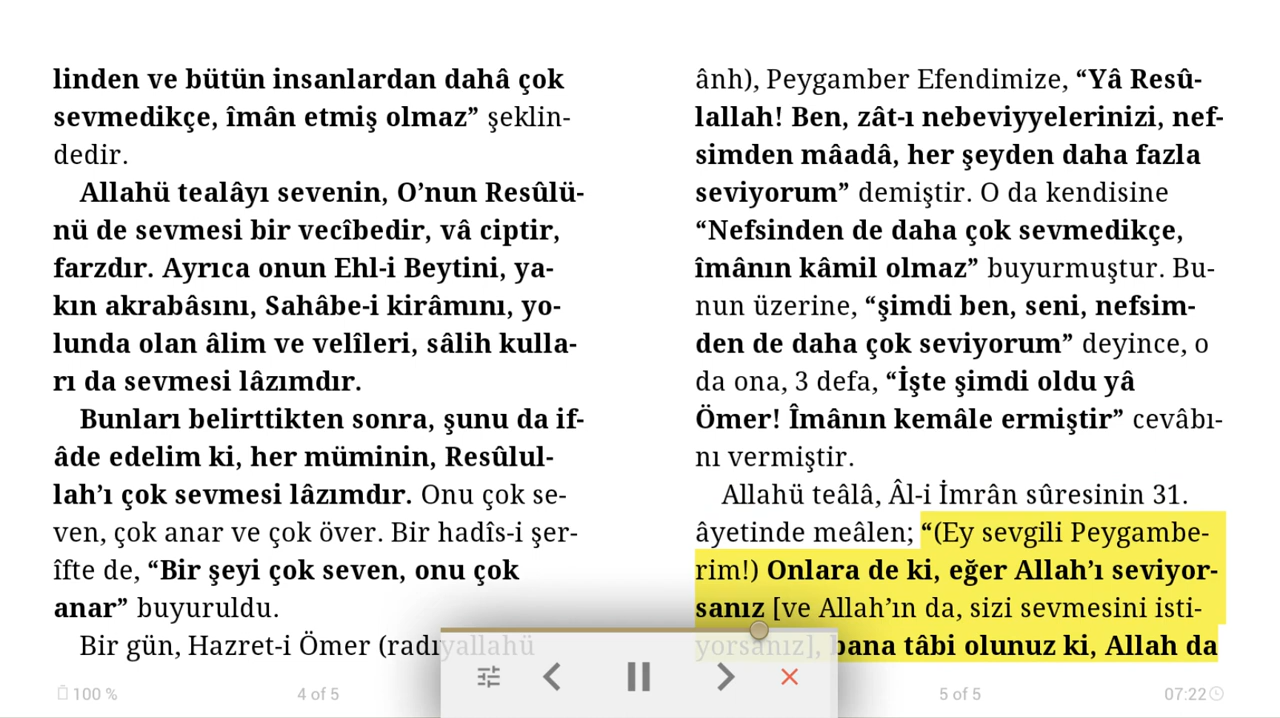 linden ve bütün insanlardan dahâ çok
sevmedikçe, îmân etmiş olmaz” şeklin-
dedir.
Allahü tealâyı sevenin, O’nun Resûlü-
nü de sevmesi bir vecîbedir, vâ ciptir,
farzdır. Ayrıca onun Ehl-i Beytini, ya-
kın akrabâsını, Sahâbe-i kirâmını, yo-
lunda olan âlim ve velîleri, sâlih kulla-
rı da sevmesi lâzımdır.
Bunları belirttikten sonra, şunu da if-
âde edelim ki, her müminin, Resûlul-
lah’ı çok sevmesi lâzımdır. Onu çok se-
ven, çok anar ve çok över. Bir hadîs-i şer-
îfte de, “Bir şeyi çok seven, onu çok
anar” buyuruldu.
Bir gün, Hazret-i Ömer (radıyallahü
ânh), Peygamber Efendimize, “Yâ Resû-
lallah! Ben, zât-ı nebeviyyelerinizi, nef-
simden mâadâ, her şeyden daha fazla
seviyorum” demiştir. O da kendisine
“Nefsinden de daha çok sevmedikçe,
îmânın kâmil olmaz” buyurmuştur. Bu-
nun üzerine, “şimdi ben, seni, nefsim-
den de daha çok seviyorum” deyince, o
da ona, 3 defa, “İşte şimdi oldu yâ
Ömer! Îmânın kemâle ermiştir” cevâbı-
nı vermiştir.
Allahü teâlâ, Âl-i İmrân sûresinin 31.
âyetinde meâlen; “(Ey sevgili Peygambe-
rim!) Onlara de ki, eğer Allah’ı seviyor-
sanız [ve Allah’ın da, sizi sevmesini isti-
yorsanız], bana tâbi olunuz ki, Allah da
100 %
4 of 5
5 of 5
07:22